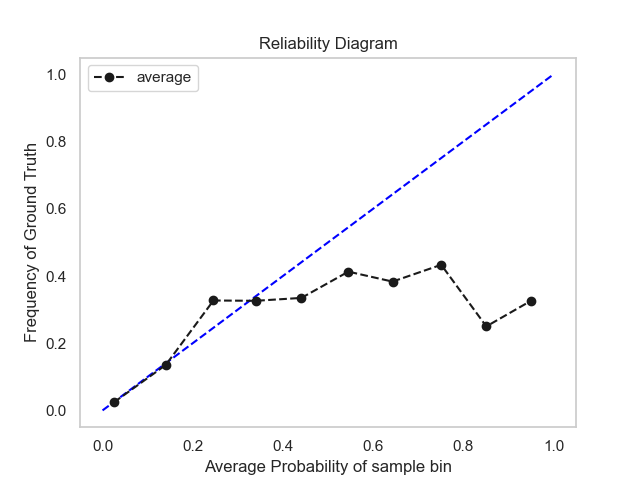 Reliability Diagram
average
Frequency of Ground Truth
1.0
0.8
0.6
0.4
0.2
0.0
0.0 0.2 0.4 0.6 0.8 1.0
Average Probability of sample bin